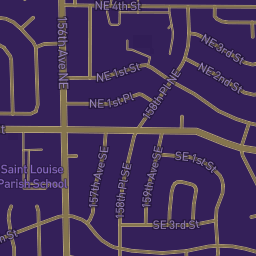 NE 4th St
156th Ave NE
NE 3rd St
NE 1st St
NE 2nd St
158th Pl NE
NE 1st Pl
t
SE 1st St
Saint Louise
Parish School
157th Ave SE
158th Pl SE
159th Ave SE
SE 3rd St
h St